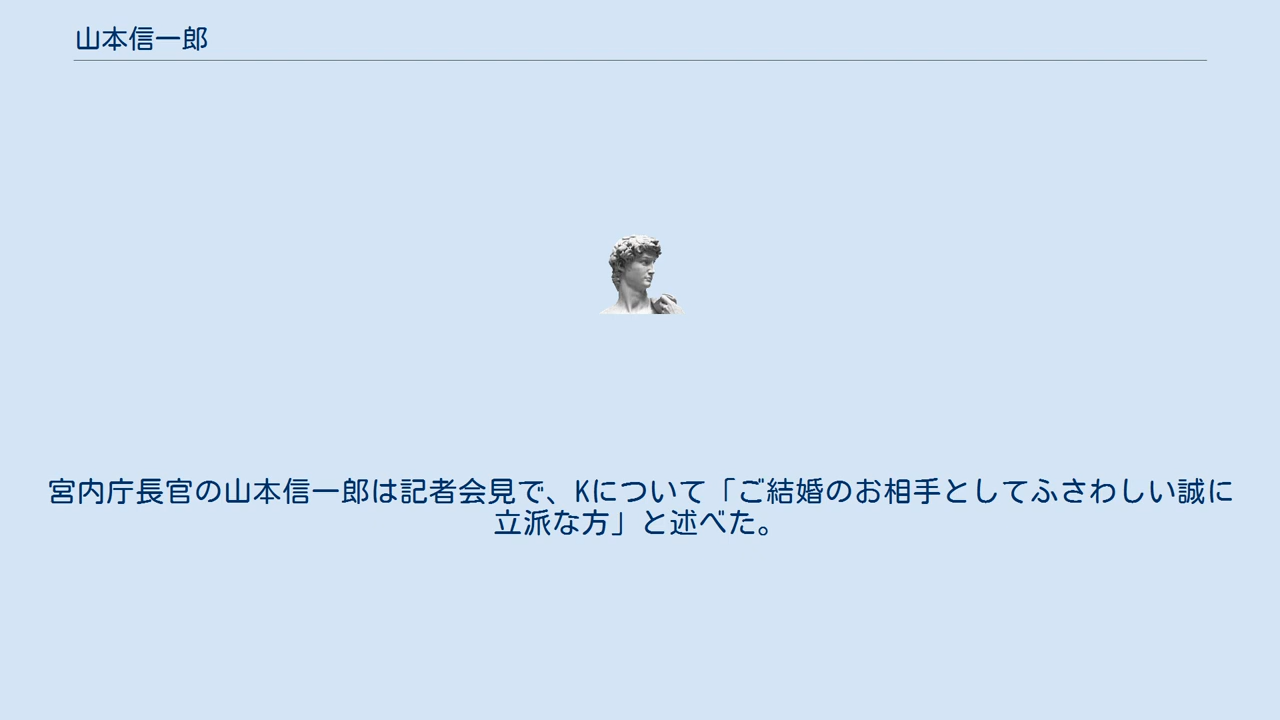 山本信一郎
宮内庁長官の山本信一郎は記者会見で、Kについて「ご結婚のお相手としてふさわしい誠に
立派な方」と述べた。